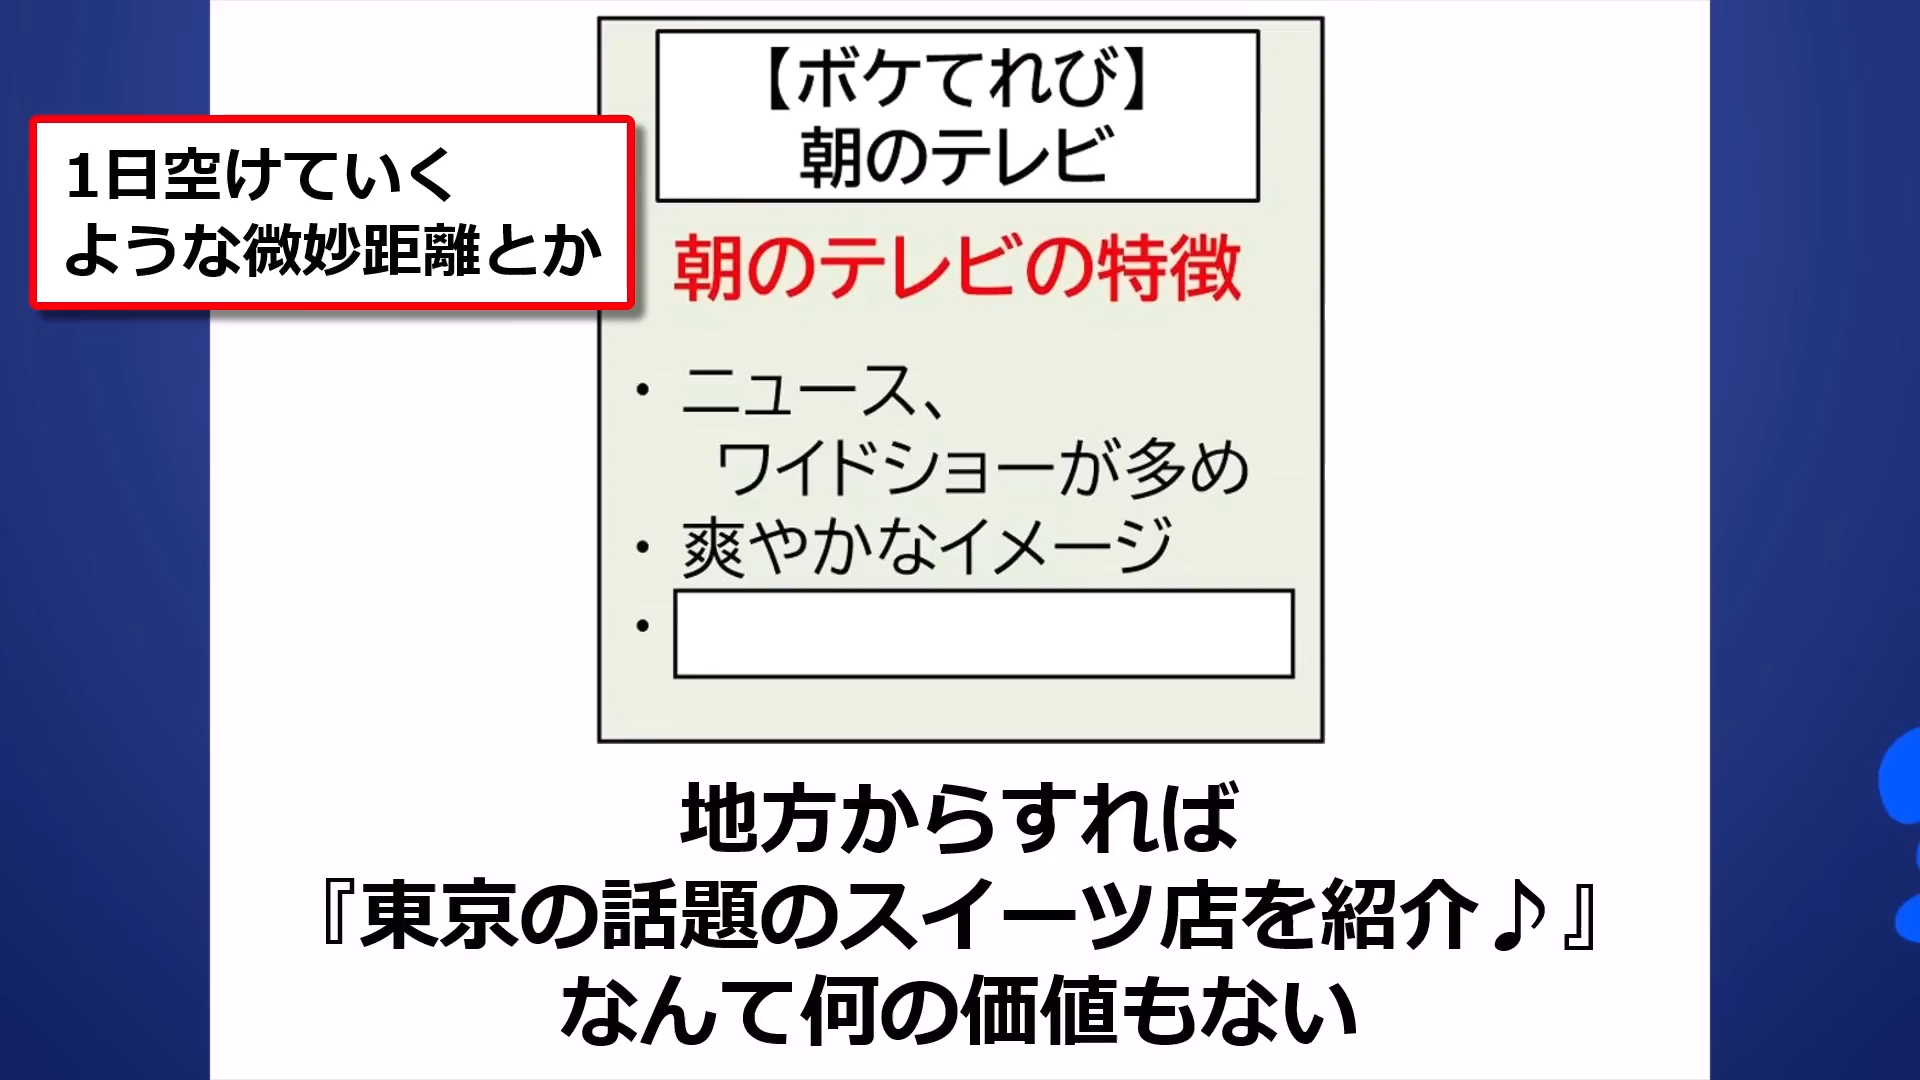 【ボケてれび】
朝のテレビ
1日空けていく
ような微妙距離とか
朝のテレビの特徴
・ニュース、
ワイドショーが多め
・爽やかなイメージ
・
地方からすれば
『東京の話題のスイーツ店を紹介♪』
なんて何の価値もない